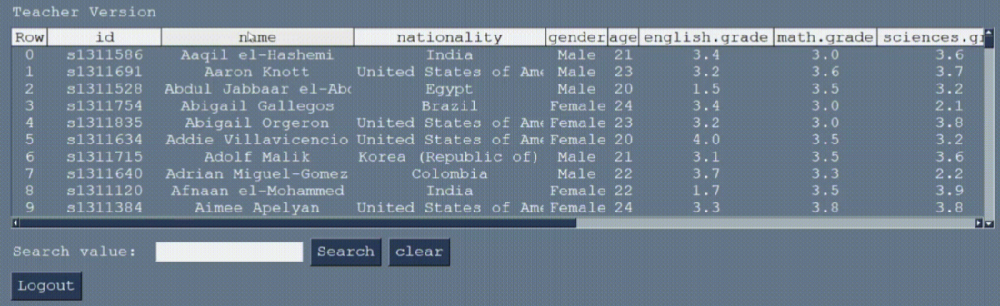 Teacher Version
Row id name nationality gender age english.grade math.grade sciences.gr
0 s1311586 Aaqil el-Hashemi India Male 21 3.4 3.0 3.6
1 s1311691 Aaron Knott United States of Ame Male 23 3.2 3.6 3.7
2 s1311528 Abdul Jabbaar el-Abd Egypt Male 20 1.5 3.5 3.2
3 s1311754 Abigail Gallegos Brazil Female 24 3.4 3.0 2.1
4 s1311835 Abigail Orgeron United States of Ame Female 23 3.2 3.0 3.8
5 s1311634 Addie Villavicencio United States of Ame Female 20 4.0 3.5 3.2
6 s1311715 Adolf Malik Korea (Republic of) Male 21 3.1 3.5 3.6
7 s1311640 Adrian Miguel-Gomez Colombia Male 22 3.7 3.3 2.2
8 s1311120 Afnaan el-Mohammed India Female 22 1.7 3.5 3.9
9 s1311384 Aimee Apelyan United States of Ame Female 24 3.3 3.8 3.8
Search value: Search clear
Logout